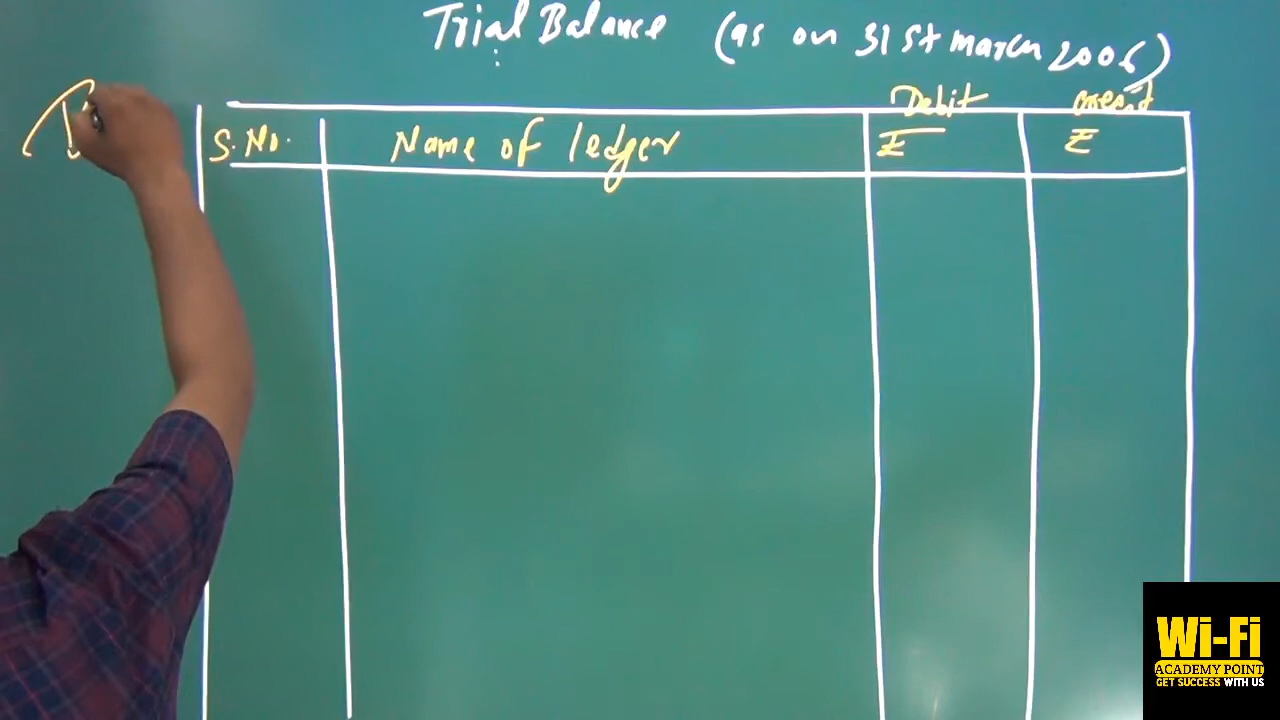 Trial Balance (as on 31st march 2006)
Debit credit
S.No. Name of ledger ₹ ₹
Wi-Fi
ACADEMY POINT
GET SUCCESS WITH US